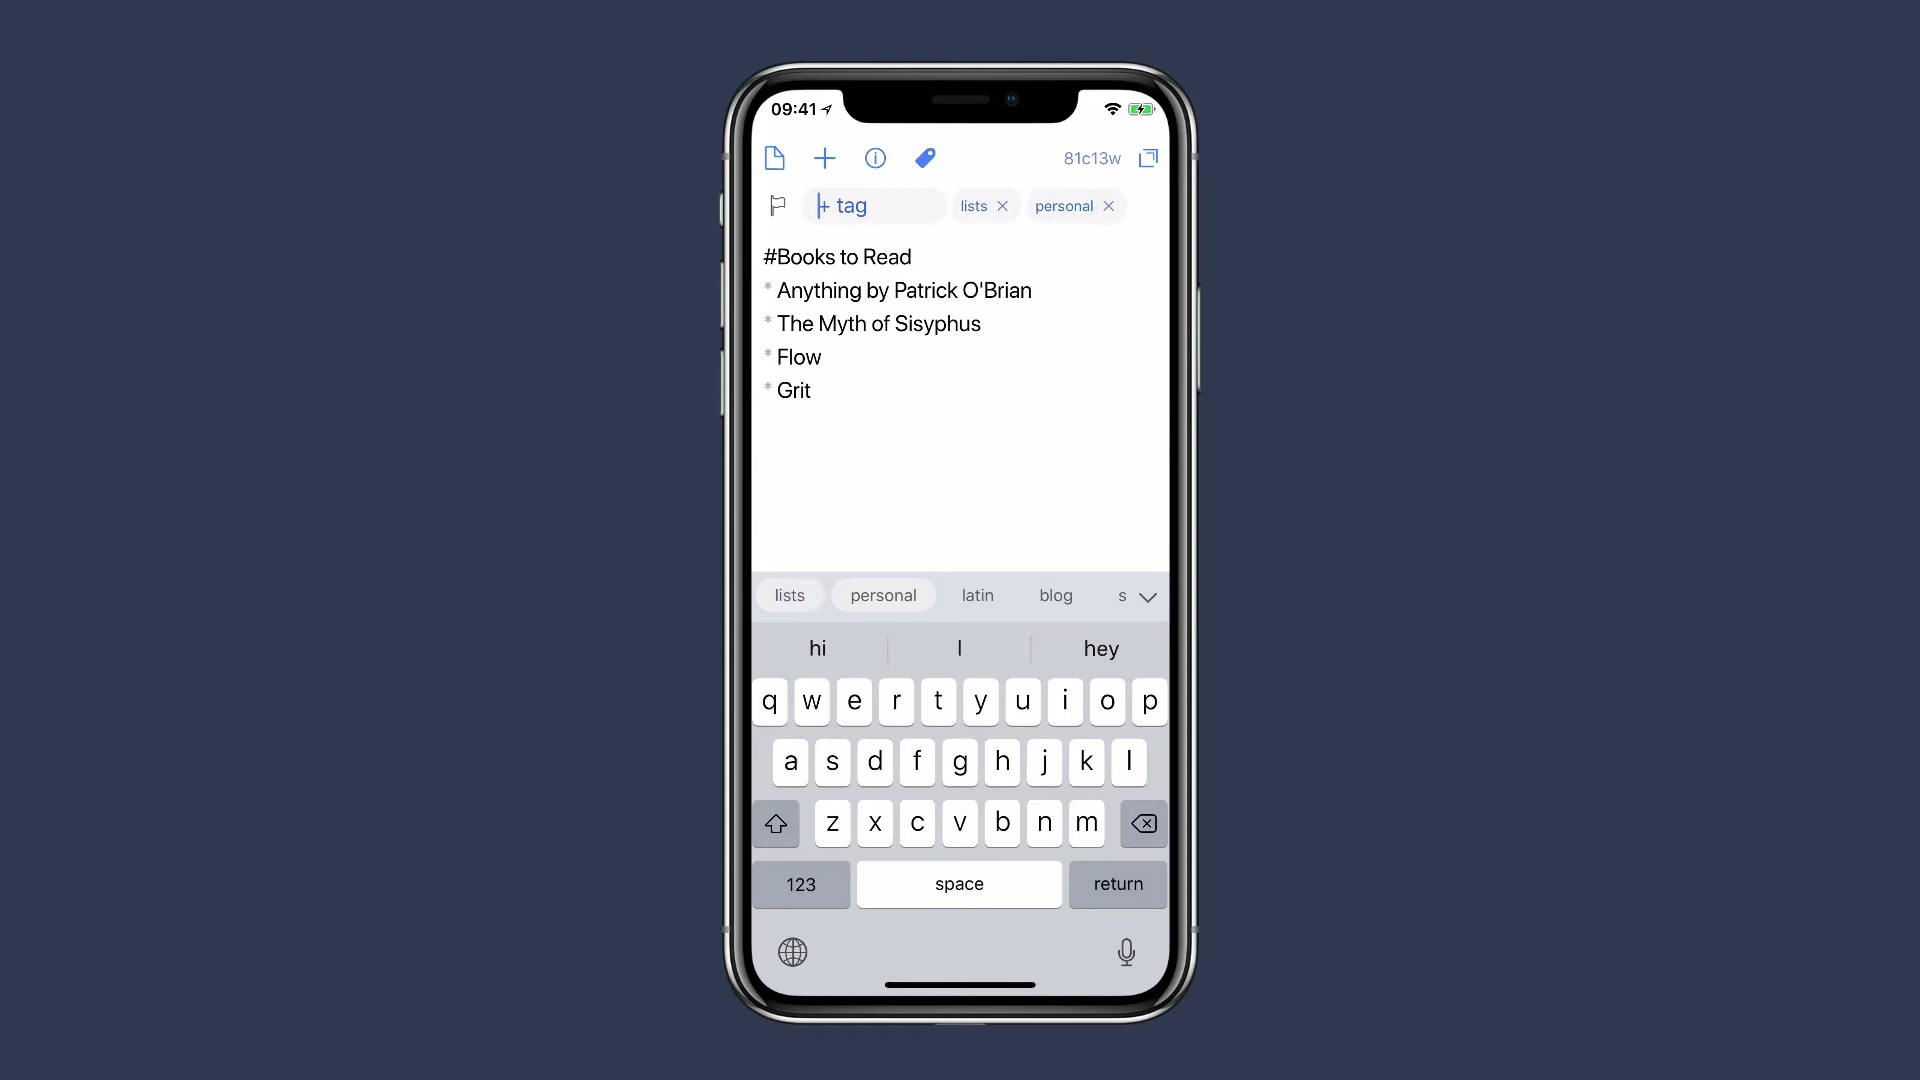 09:41
81c13w
+ tag lists × personal ×
#Books to Read
* Anything by Patrick O'Brian
* The Myth of Sisyphus
* Flow
* Grit
lists personal latin blog s
hi I hey
q w e r t y u i o p
a s d f g h j k l
z x c v b n m
123 space return